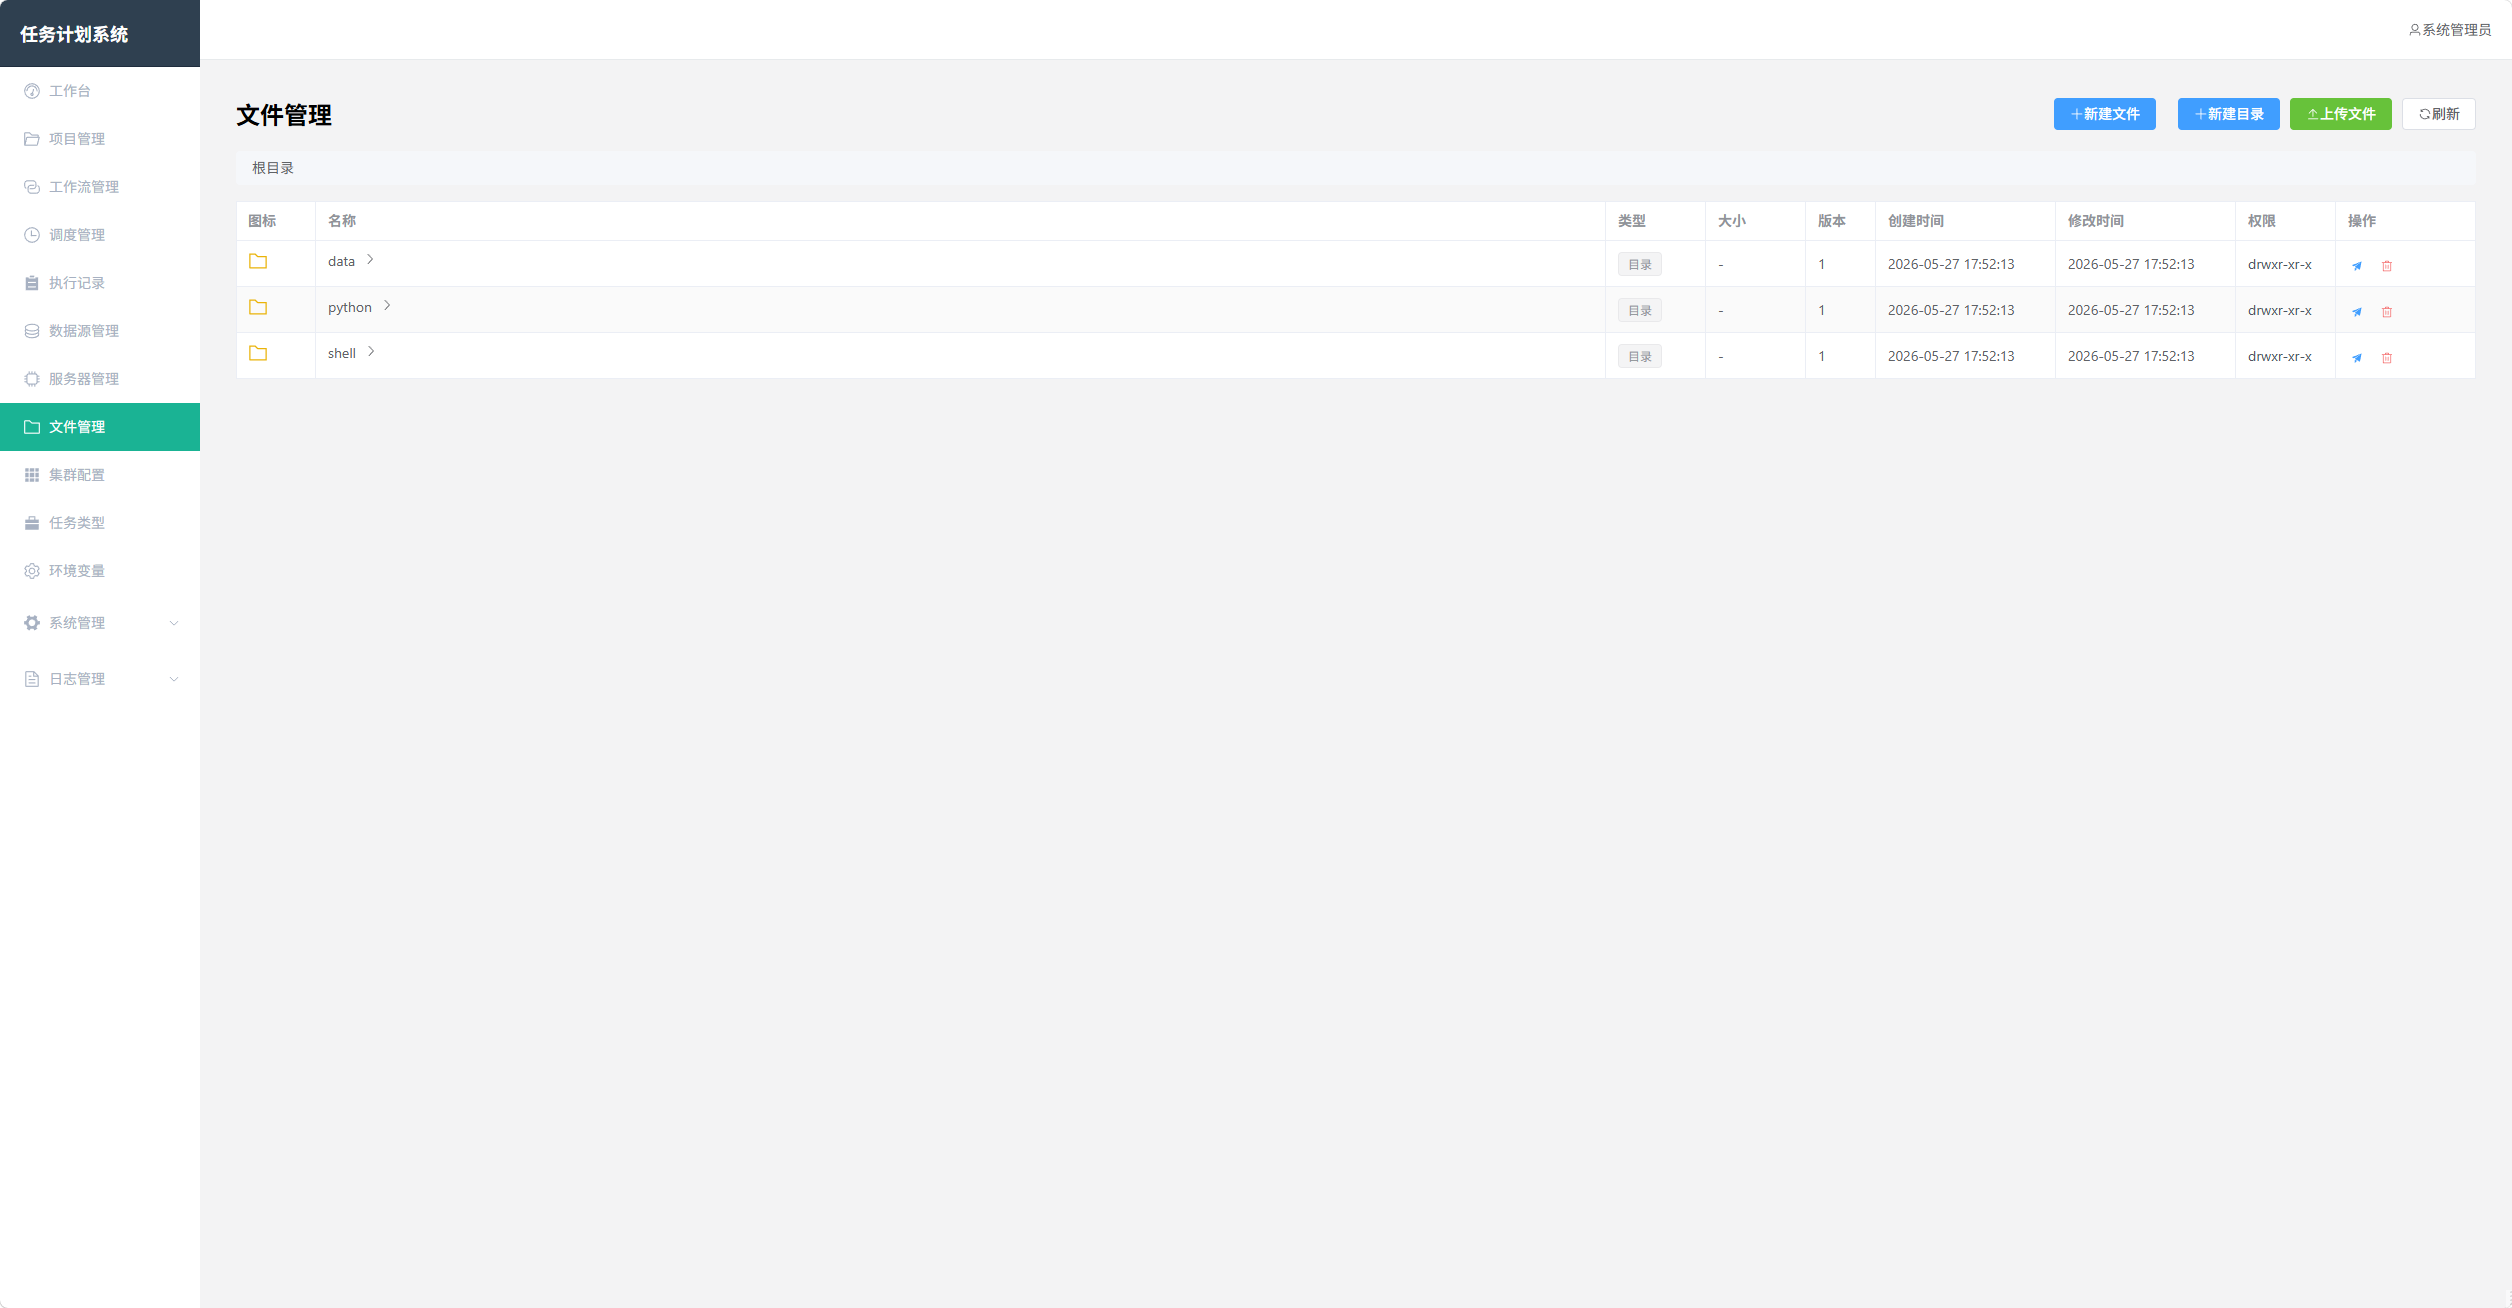 任务计划系统
系统管理员
工作台
项目管理
工作流管理
调度管理
执行记录
数据源管理
服务器管理
文件管理
集群配置
任务类型
环境变量
系统管理
日志管理
文件管理
新建文件 新建目录 上传文件 刷新
根目录
图标 名称 类型 大小 版本 创建时间 修改时间 权限 操作
data 目录 - 1 2026-05-27 17:52:13 2026-05-27 17:52:13 drwxr-xr-x
python 目录 - 1 2026-05-27 17:52:13 2026-05-27 17:52:13 drwxr-xr-x
shell 目录 - 1 2026-05-27 17:52:13 2026-05-27 17:52:13 drwxr-xr-x